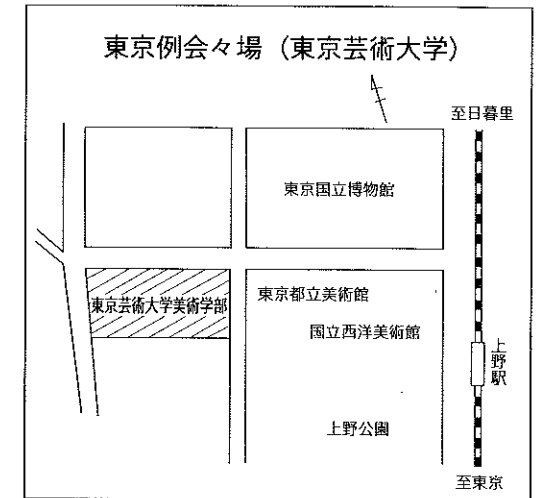 東京例会々場（東京芸術大学）
至日暮里
東京国立博物館
東京都立美術館
東京芸術大学美術学部
国立西洋美術館
上野駅
上野公園
至東京